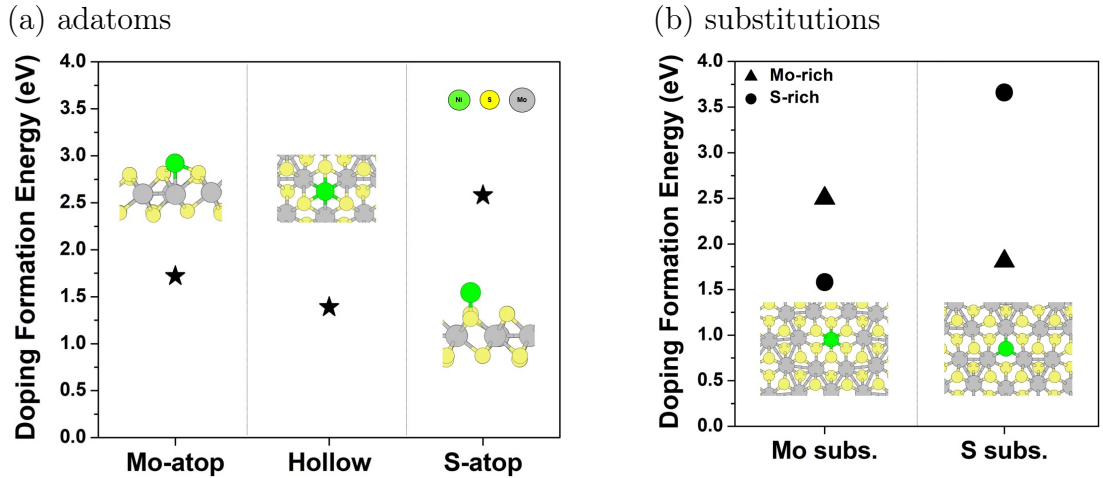 (a) adatoms
Doping Formation Energy (eV)
4.0
3.5
3.0
2.5
2.0
1.5
1.0
0.5
0.0
Ni S Mo
Mo-atop Hollow S-atop
(b) substitutions
Doping Formation Energy (eV)
4.0
3.5
3.0
2.5
2.0
1.5
1.0
0.5
0.0
Mo-rich
S-rich
Mo subs. S subs.